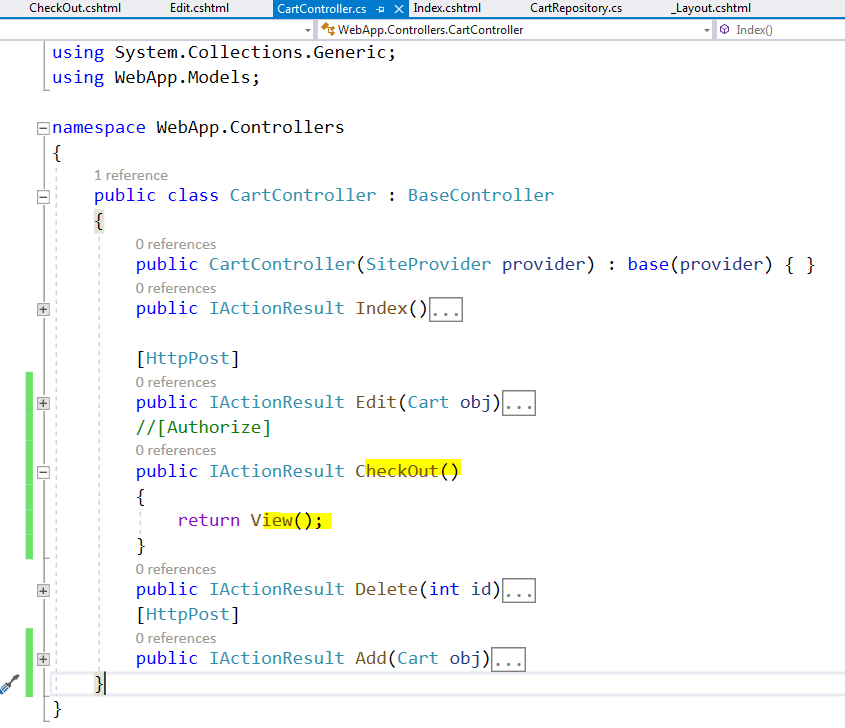 CheckOut.cshtml Edit.cshtml CartController.cs Index.cshtml CartRepository.cs _Layout.cshtml
WebApp.Controllers.CartController Index()
using System.Collections.Generic;
using WebApp.Models;
namespace WebApp.Controllers
{
1 reference
public class CartController : BaseController
{
0 references
public CartController(SiteProvider provider) : base(provider) { }
0 references
public IActionResult Index()...
[HttpPost]
0 references
public IActionResult Edit(Cart obj)...
//[Authorize]
0 references
public IActionResult CheckOut()
{
return View();
}
0 references
public IActionResult Delete(int id)...
[HttpPost]
0 references
public IActionResult Add(Cart obj)...
}
}